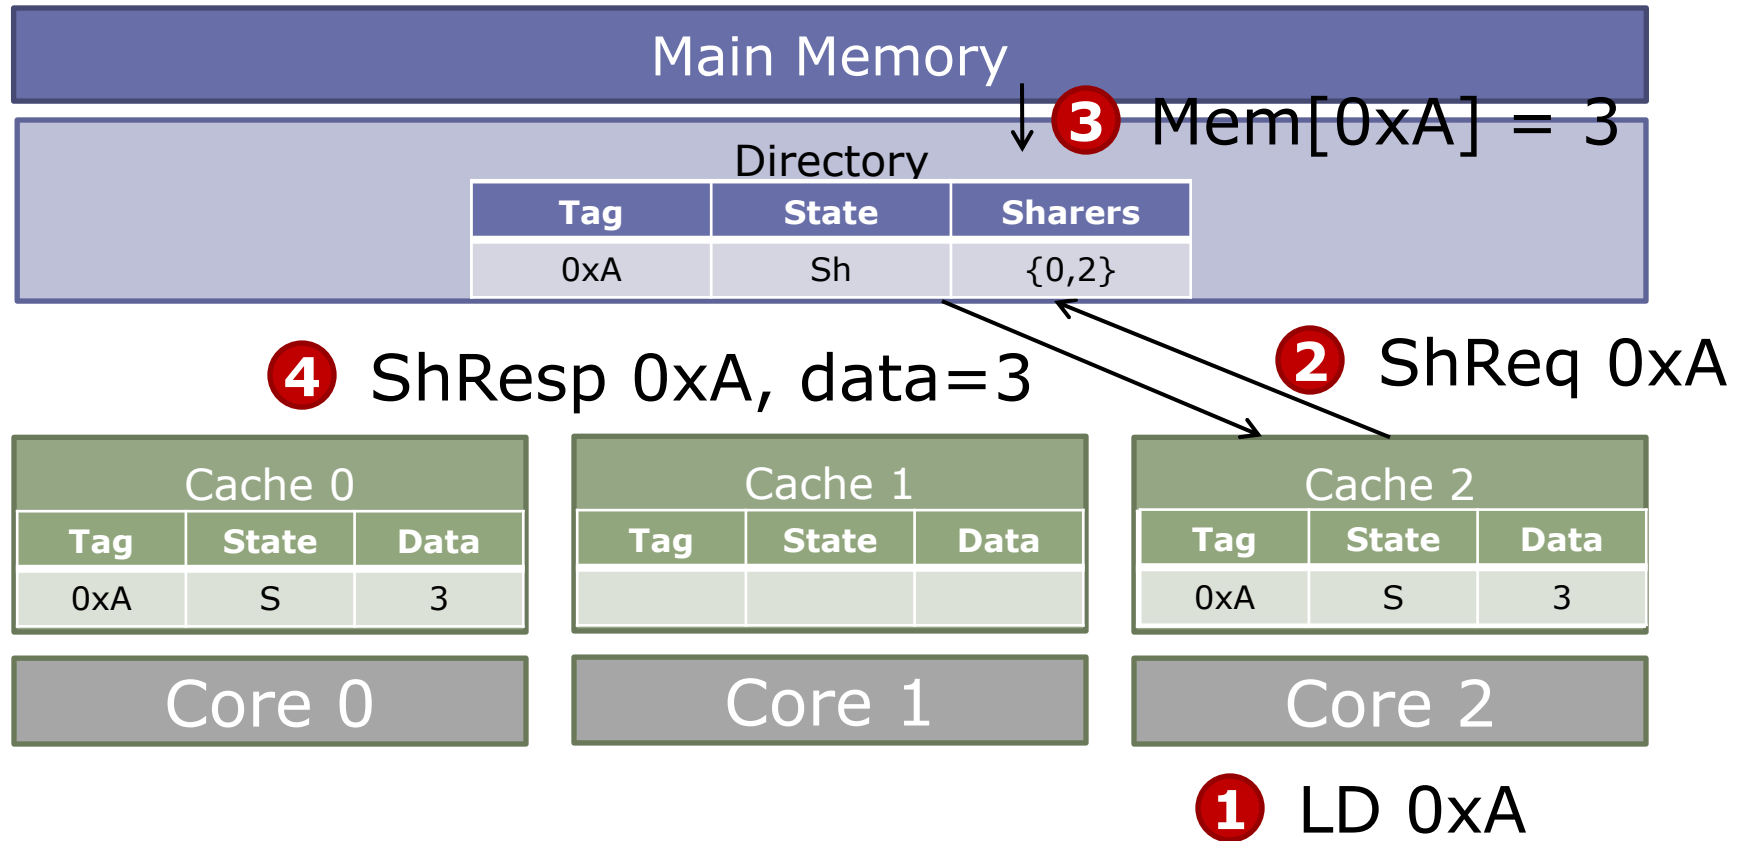 Main Memory
3 Mem[0xA] = 3
Directory
Tag State Sharers
0xA Sh {0,2}
2 ShReq 0xA
4 ShResp 0xA, data=3
Cache 0
Tag State Data
0xA S 3
Cache 1
Tag State Data
Cache 2
Tag State Data
0xA S 3
Core 0
Core 1
Core 2
1 LD 0xA